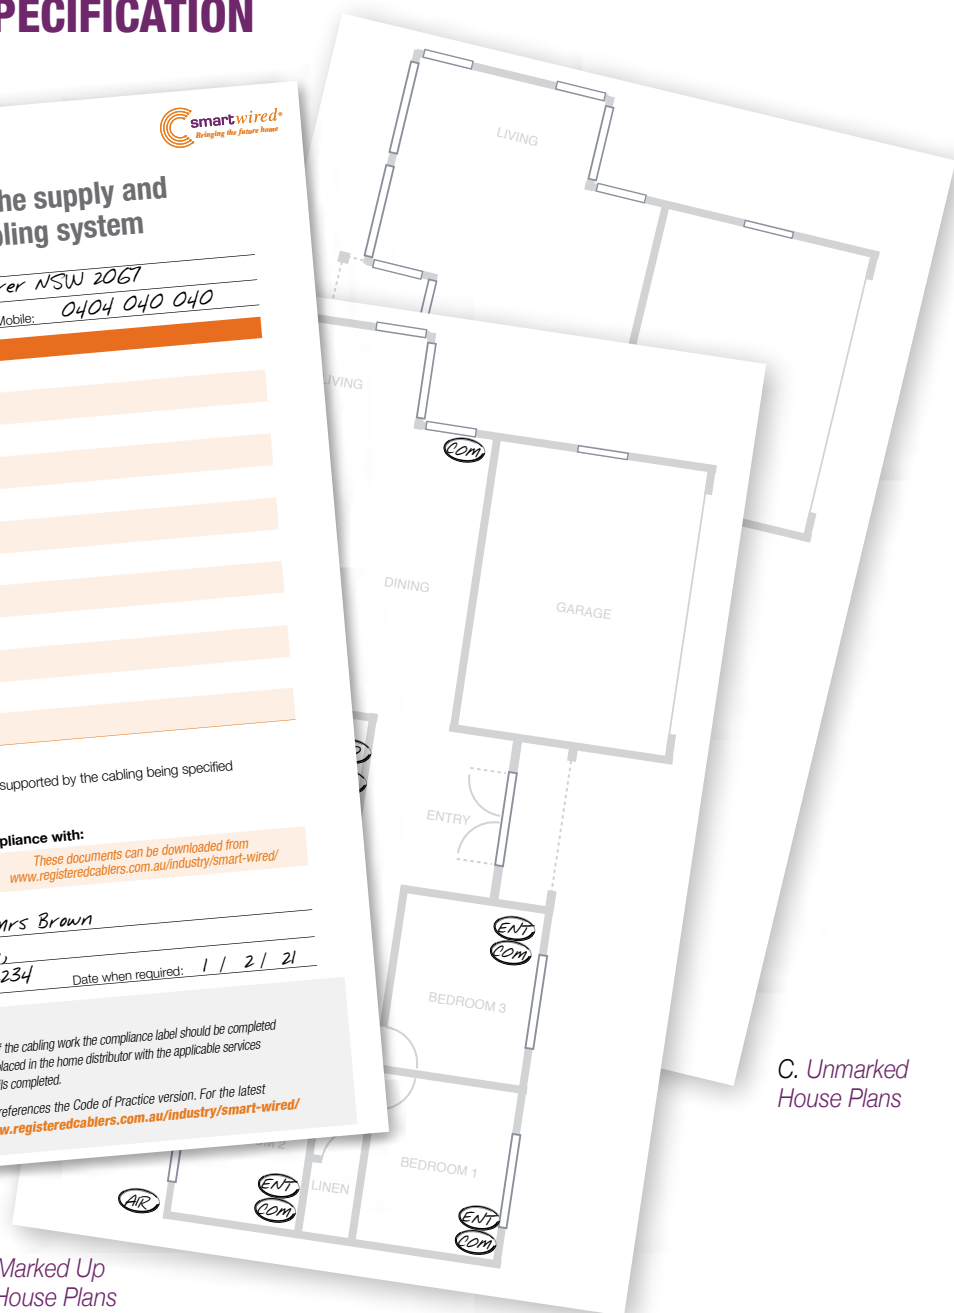 PECIFICATION
smartwired®
Bringing the future home
he supply and
bling system
rer NSW 2067
Mobile: 0404 040 040
supported by the cabling being specified
pliance with:
These documents can be downloaded from
www.registeredcablers.com.au/industry/smart-wired/
Mrs Brown
234 Date when required: 1 / 2 / 21
f the cabling work the compliance label should be completed
placed in the home distributor with the applicable services
ils completed.
references the Code of Practice version. For the latest
w.registeredcablers.com.au/industry/smart-wired/
LIVING
LIVING
COM
DINING
GARAGE
ENTRY
ENT
COM
BEDROOM 3
BEDROOM 1
OM 2
LINEN
AIR
ENT
COM
ENT
COM
C. Unmarked
House Plans
Marked Up
House Plans